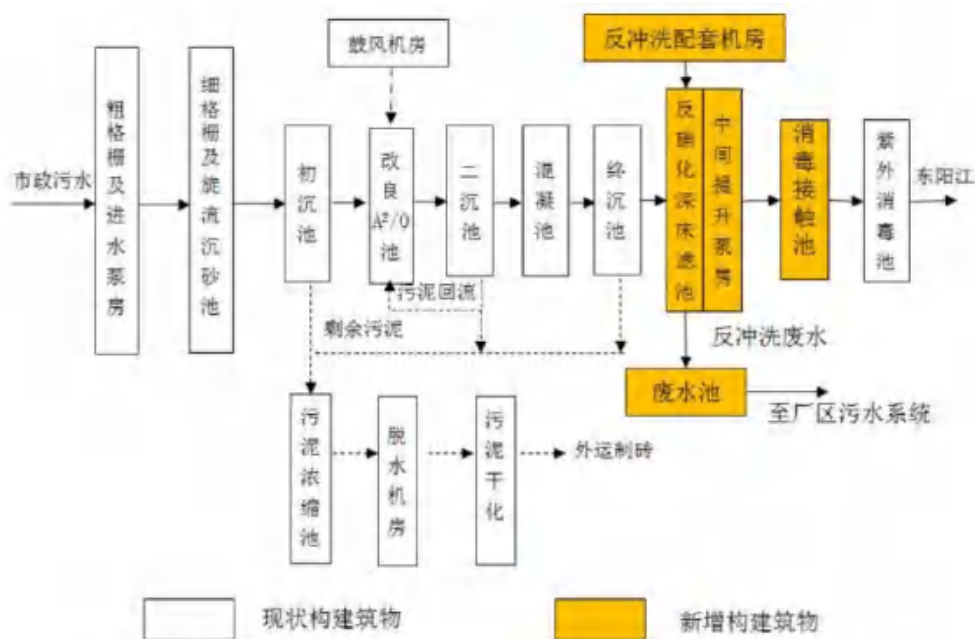 鼓风机房
反冲洗配套机房
市政污水
粗格栅及进水泵房
细格栅及旋流沉砂池
初沉池
改良A²/O池
二沉池
混凝池
终沉池
反硝化深床滤池
中间提升泵房
消毒接触池
紫外消毒池
东阳江
污泥回流
剩余污泥
反冲洗废水
废水池
至厂区污水系统
污泥浓缩池
脱水机房
污泥干化
外运制砖
现状构建筑物
新增构建筑物